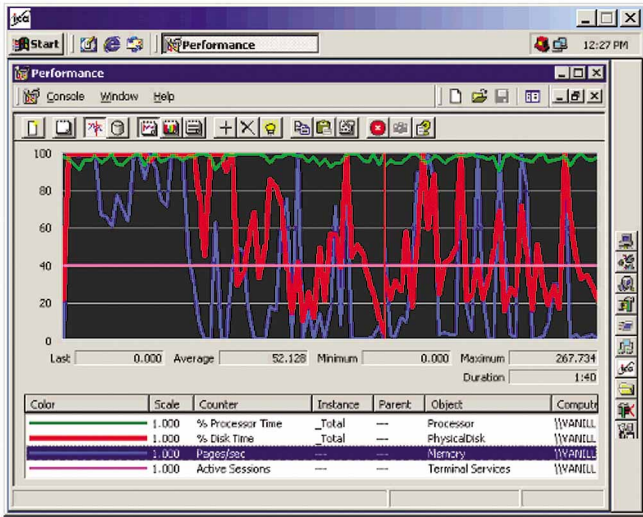 ica
Start
Performance
12:27 PM
Performance
Console Window Help
100
80
60
40
20
0
Last 0.000 Average 52.128 Minimum 0.000 Maximum 267.734
Duration 1:40
Color Scale Counter Instance Parent Object Compute
1.000 % Processor Time _Total --- Processor \\VANILL
1.000 % Disk Time _Total --- PhysicalDisk \\VANILL
1.000 Pages/sec --- --- Memory \\VANILL
1.000 Active Sessions --- --- Terminal Services \\VANILL
ica